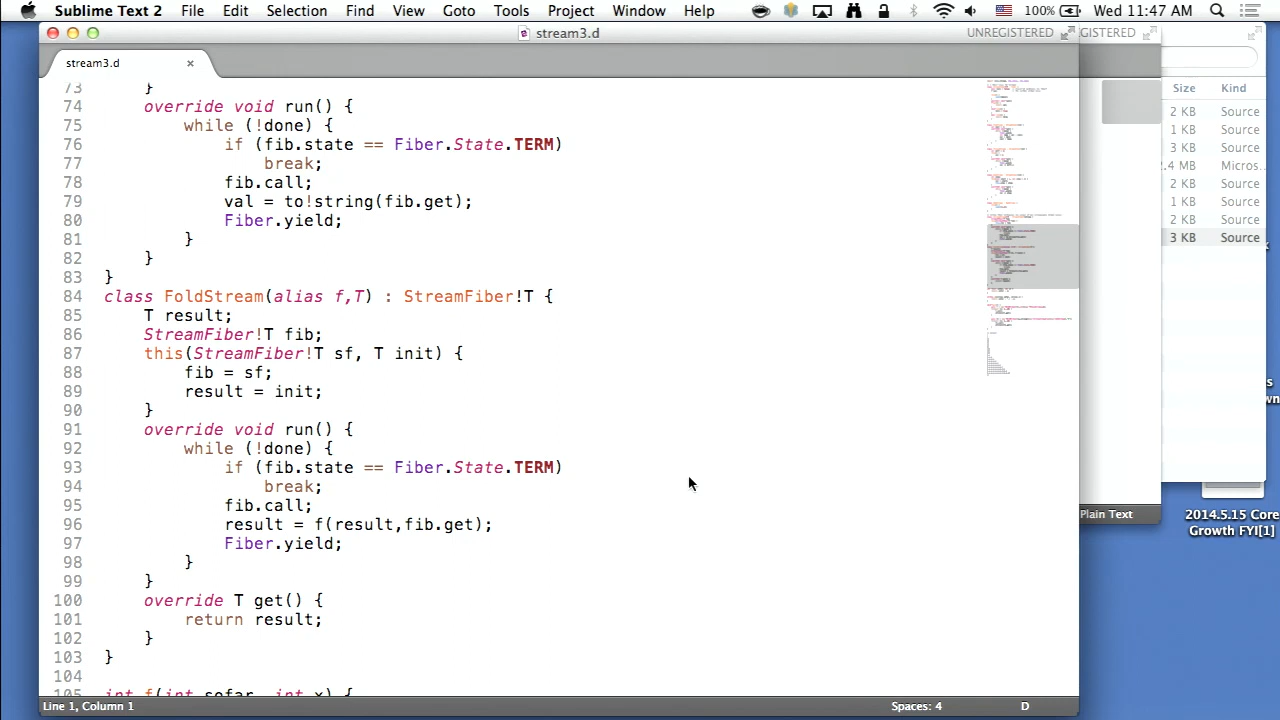 Sublime Text 2 File Edit Selection Find View Goto Tools Project Window Help 100% Wed 11:47 AM
stream3.d UNREGISTERED GISTERED
stream3.d ×
Size Kind
2 KB Source
1 KB Source
3 KB Source
.4 MB Micros...
2 KB Source
1 KB Source
2 KB Source
3 KB Source
73 }
74 override void run() {
75 while (!done) {
76 if (fib.state == Fiber.State.TERM)
77 break;
78 fib.call;
79 val = to!string(fib.get);
80 Fiber.yield;
81 }
82 }
83 }
84 class FoldStream(alias f,T) : StreamFiber!T {
85 T result;
86 StreamFiber!T fib;
87 this(StreamFiber!T sf, T init) {
88 fib = sf;
89 result = init;
90 }
91 override void run() {
92 while (!done) {
93 if (fib.state == Fiber.State.TERM)
94 break;
95 fib.call;
96 result = f(result,fib.get);
97 Fiber.yield;
98 }
99 }
100 override T get() {
101 return result;
102 }
103 }
104
105 int f(int sofar, int x) {
Line 1, Column 1 Spaces: 4 D
Plain Text
2014.5.15 Core
Growth FYI[1]